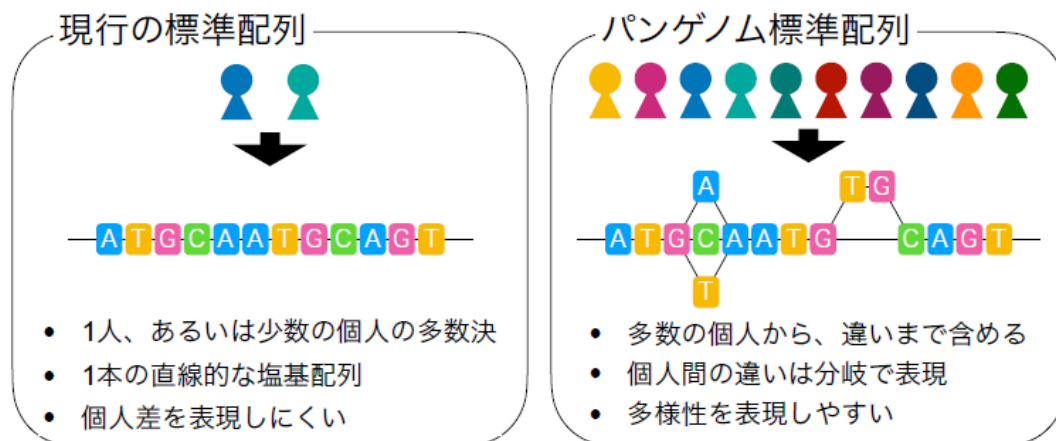 現行の標準配列
ATGCAATGCAGT
• 1人、あるいは少数の個人の多数決
• 1本の直線的な塩基配列
• 個人差を表現しにくい
パンゲノム標準配列
A
TG
ATGCAATG CAGT
T
• 多数の個人から、違いまで含める
• 個人間の違いは分岐で表現
• 多様性を表現しやすい